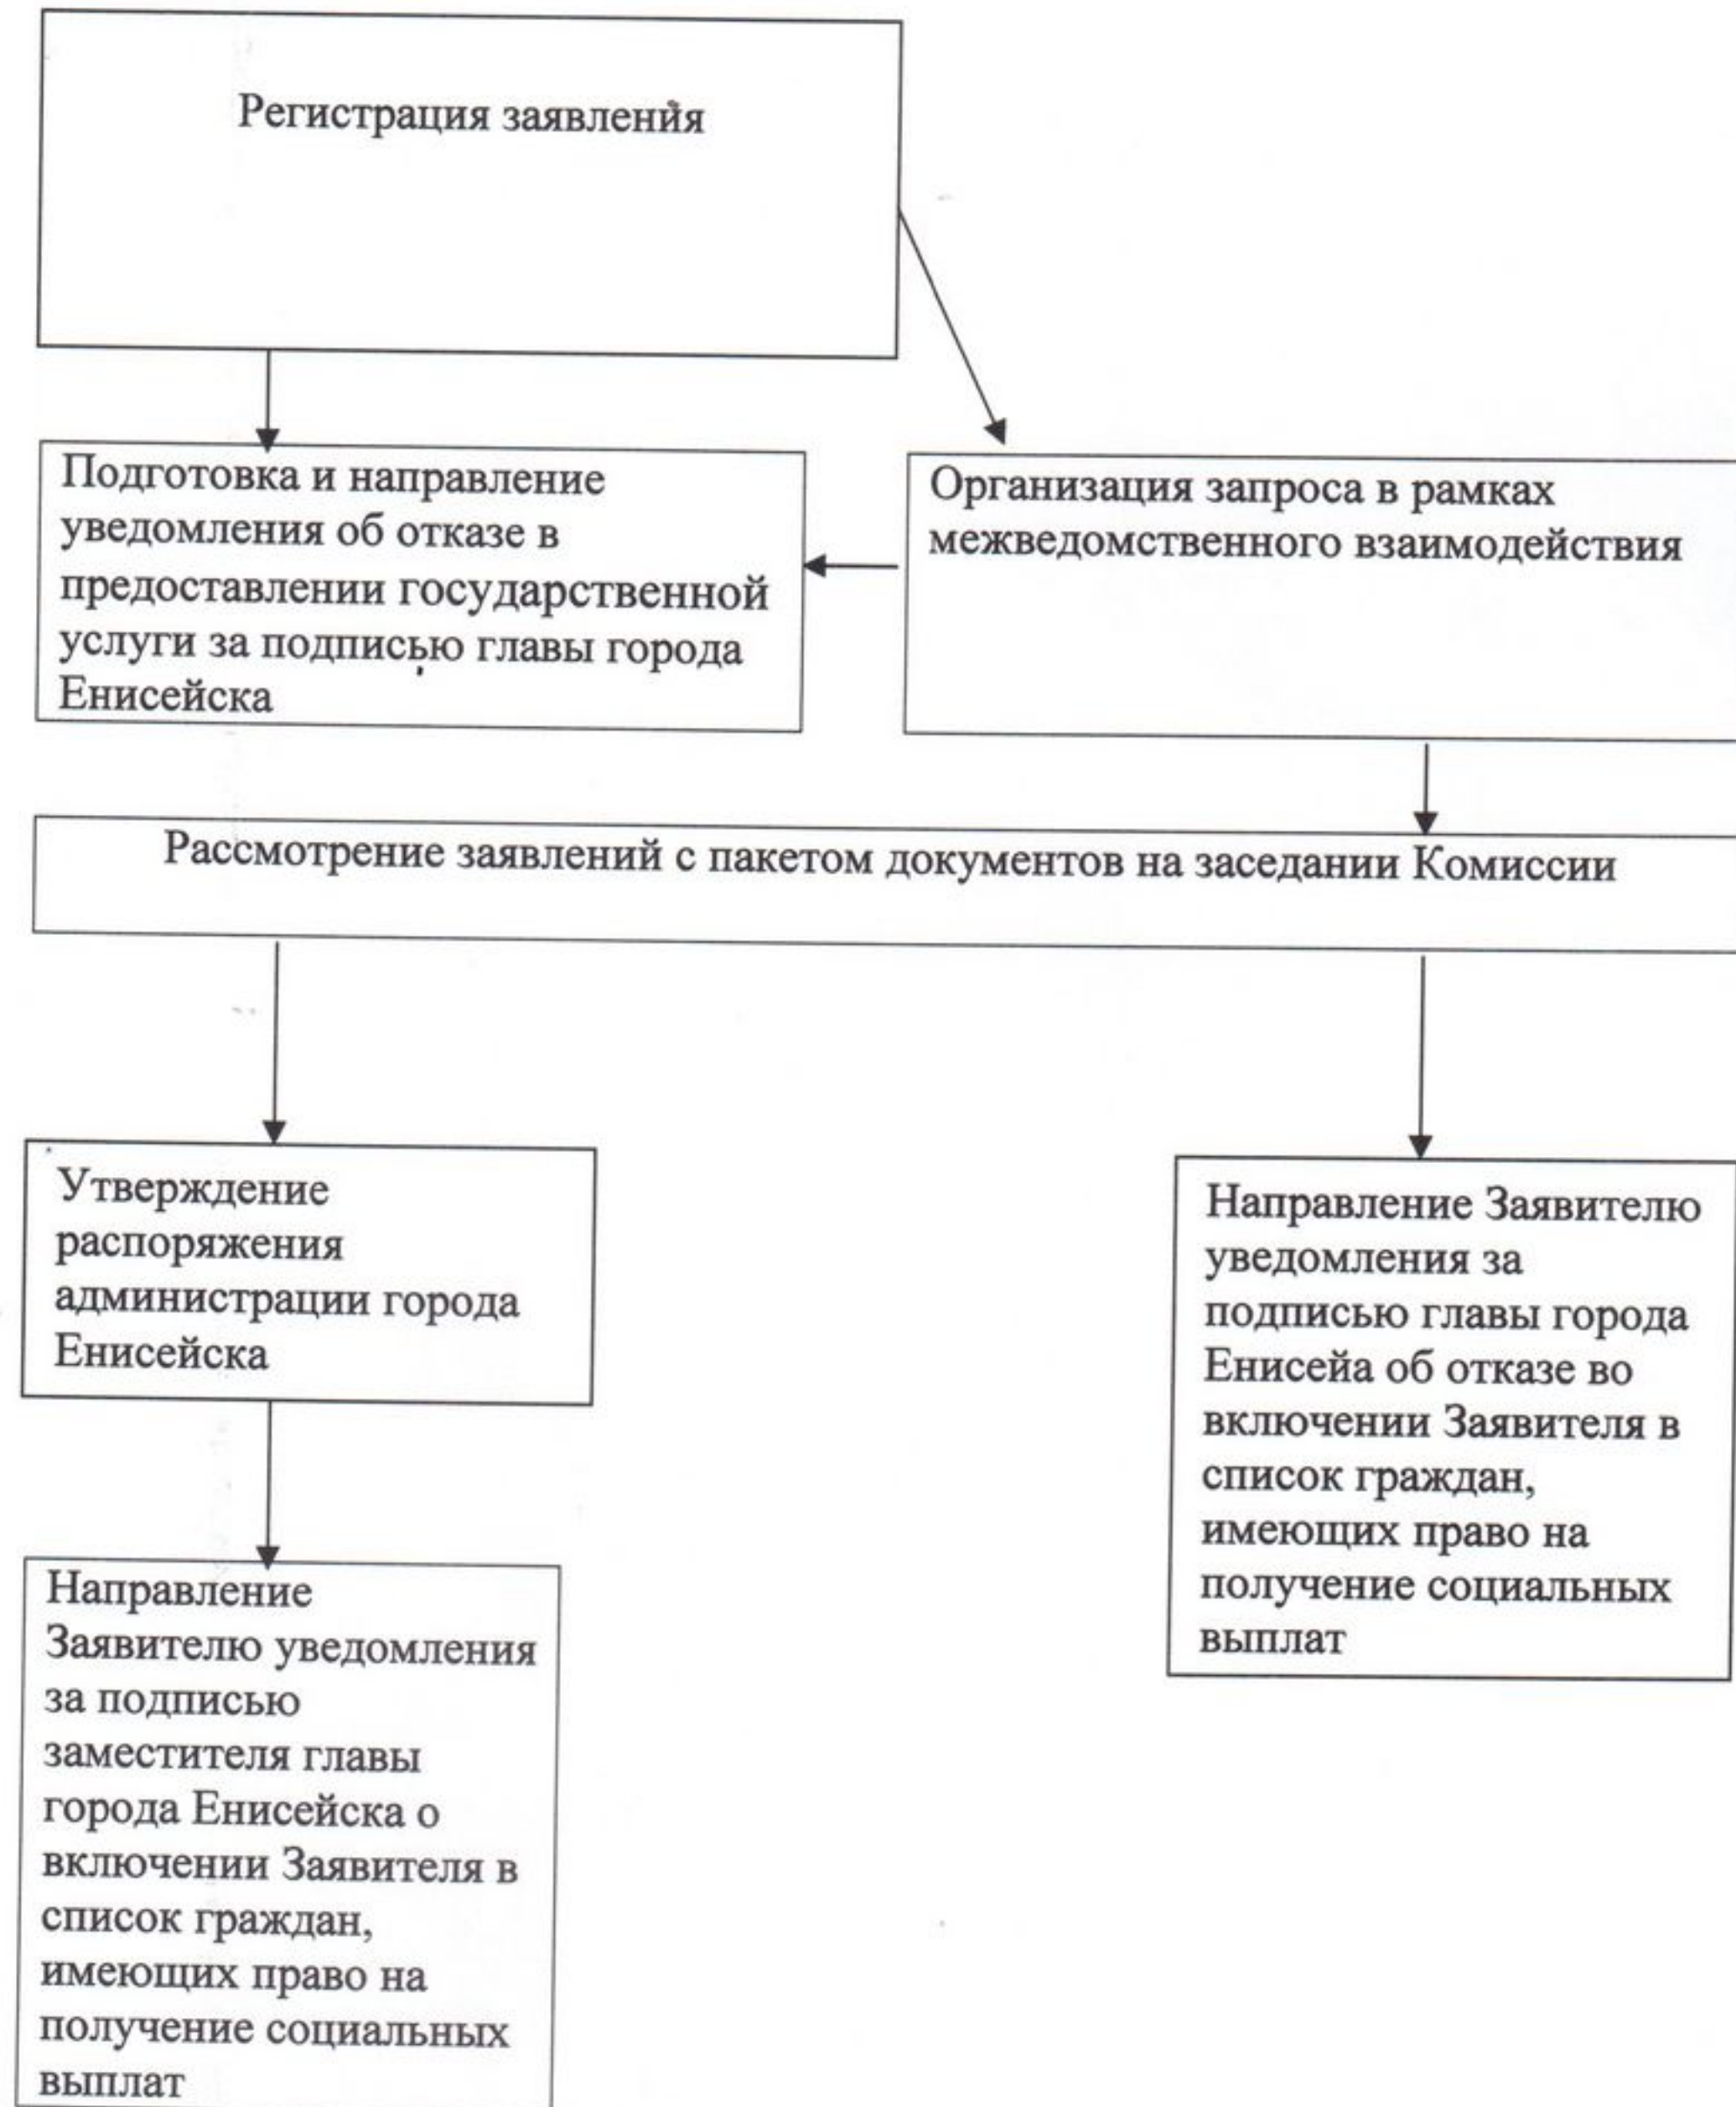 Регистрация заявления
Подготовка и направление
уведомления об отказе в
предоставлении государственной
услуги за подписью главы города
Енисейска
Организация запроса в рамках
межведомственного взаимодействия
Рассмотрение заявлений с пакетом документов на заседании Комиссии
Утверждение
распоряжения
администрации города
Енисейска
Направление Заявителю
уведомления за
подписью главы города
Енисейа об отказе во
включении Заявителя в
список граждан,
имеющих право на
получение социальных
выплат
Направление
Заявителю уведомления
за подписью
заместителя главы
города Енисейска о
включении Заявителя в
список граждан,
имеющих право на
получение социальных
выплат